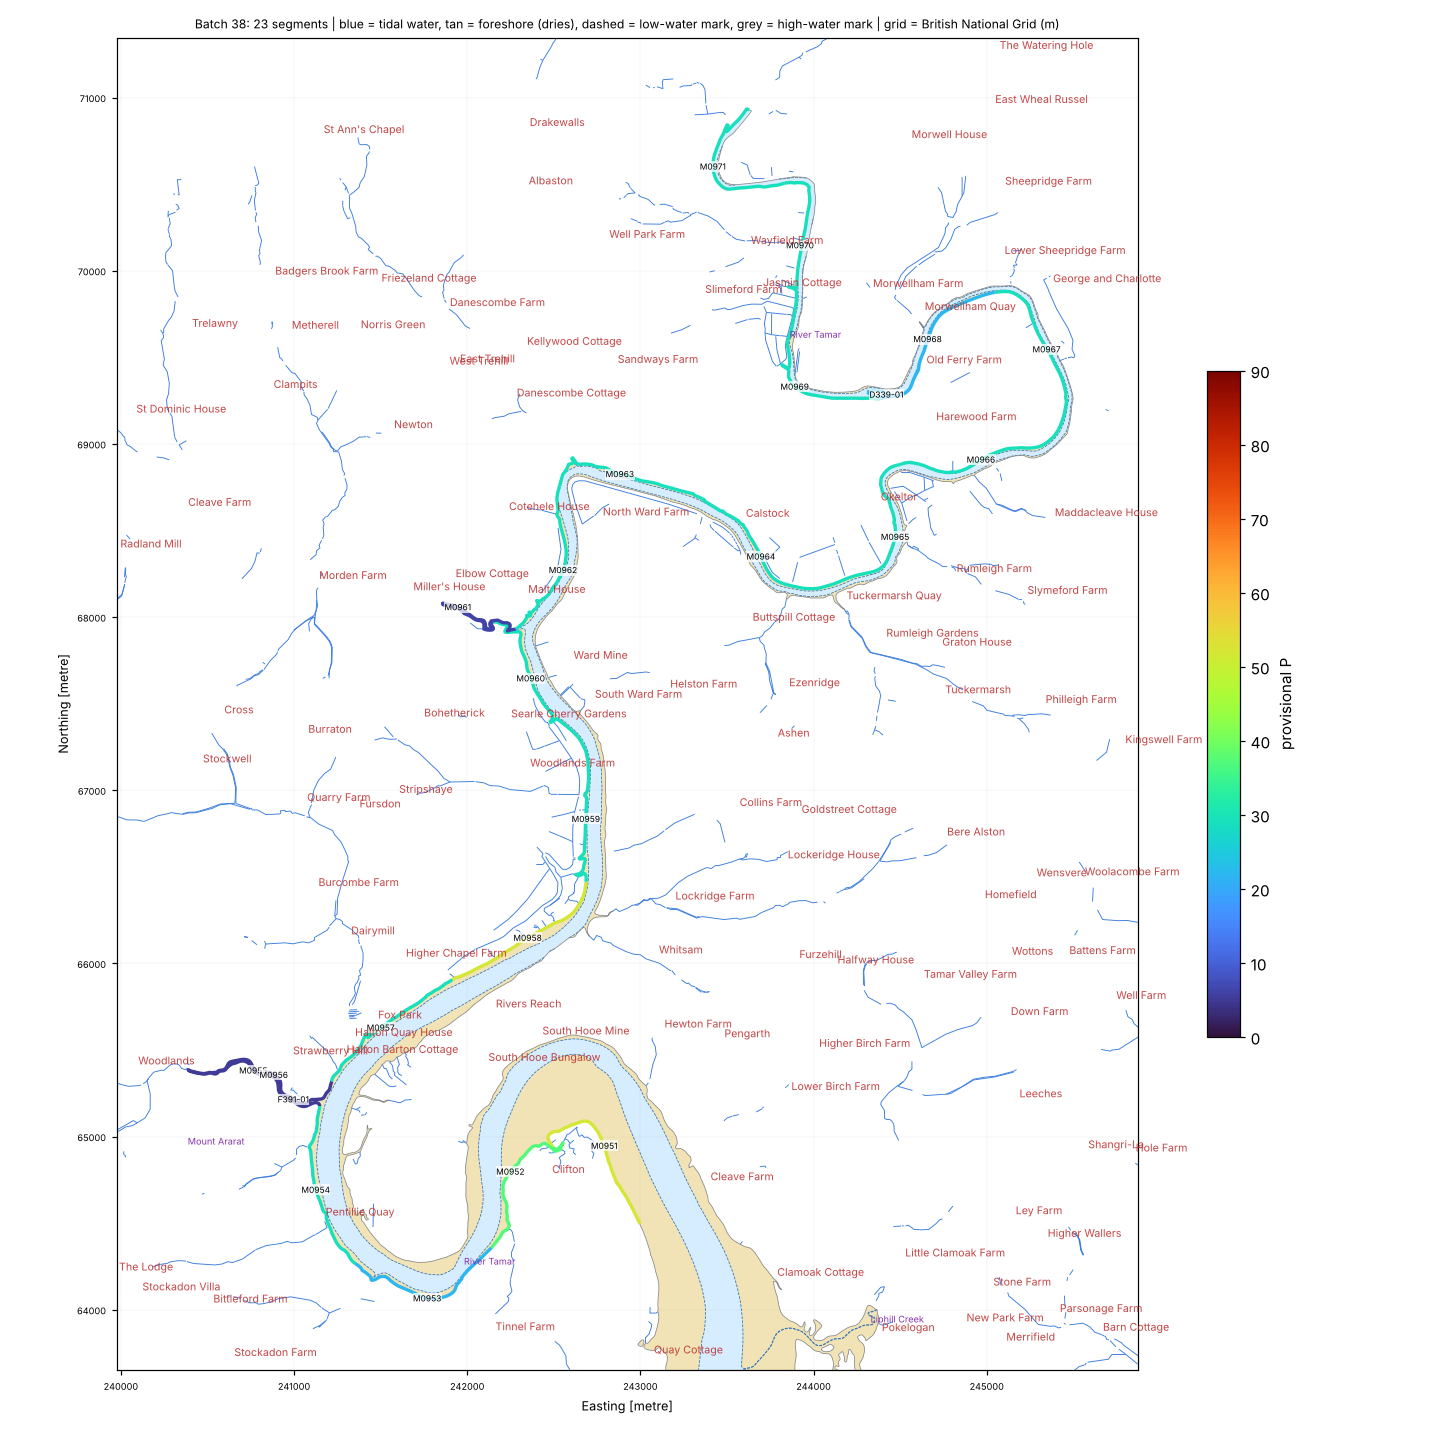 Batch 38: 23 segments | blue = tidal water, tan = foreshore (dries), dashed = low-water mark, grey = high-water mark | grid = British National Grid (m)
The Watering Hole
71000
East Wheal Russel
Drakewalls
St Ann's Chapel
Morwell House
M0971
Albaston
Sheepridge Farm
Well Park Farm
Wayfield Farm
M0970
Lower Sheepridge Farm
70000
Badgers Brook Farm
Friezeland Cottage
George and Charlotte
Jasmin Cottage
Morwellham Farm
Slimeford Farm
Danescombe Farm
Morwellham Quay
Trelawny
Metherell
Norris Green
River Tamar
Kellywood Cottage
M0968
M0967
East Trehill
West Trehill
Sandways Farm
Old Ferry Farm
Clampits
M0969
Danescombe Cottage
D339-01
St Dominic House
Harewood Farm
Newton
69000
M0966
M0963
Cleave Farm
Okeltor
Cotehele House
North Ward Farm
Calstock
Maddacleave House
Radland Mill
M0965
M0964
Morden Farm
Elbow Cottage
M0962
Rumleigh Farm
Miller's House
Malt House
Slymeford Farm
Tuckermarsh Quay
M0961
68000
Buttspill Cottage
Rumleigh Gardens
Graton House
Ward Mine
M0960
Helston Farm
Ezenridge
South Ward Farm
Tuckermarsh
Philleigh Farm
Cross
Bohetherick
Searle Cherry Gardens
Burraton
Ashen
Kingswell Farm
Stockwell
Woodlands Farm
67000
Stripshaye
Quarry Farm
Fursdon
Collins Farm
Goldstreet Cottage
M0959
Bere Alston
Lockeridge House
Wensvere
Woolacombe Farm
Burcombe Farm
Lockridge Farm
Homefield
Dairymill
M0958
Higher Chapel Farm
Whitsam
Furzehill
Halfway House
Wottons
Battens Farm
66000
Tamar Valley Farm
Well Farm
Rivers Reach
Fox Park
M0957
Halton Quay House
South Hooe Mine
Hewton Farm
Pengarth
Down Farm
Higher Birch Farm
Strawberry
Halton Barton Cottage
Woodlands
South Hooe Bungalow
M0956
F391-01
Lower Birch Farm
Leeches
65000
Mount Ararat
M0951
Shangri-La
Hole Farm
M0952
Clifton
Cleave Farm
M0954
Pentillie Quay
Ley Farm
Higher Wallers
Little Clamoak Farm
The Lodge
River Tamar
Clamoak Cottage
Stockadon Villa
Stone Farm
Bittleford Farm
M0953
64000
Parsonage Farm
Tinnel Farm
Liphill Creek
Pokelogan
New Park Farm
Barn Cottage
Merrifield
Stockadon Farm
Quay Cottage
240000
241000
242000
243000
244000
245000
Easting [metre]
Northing [metre]
90
80
70
60
50
40
30
20
10
0
provisional P